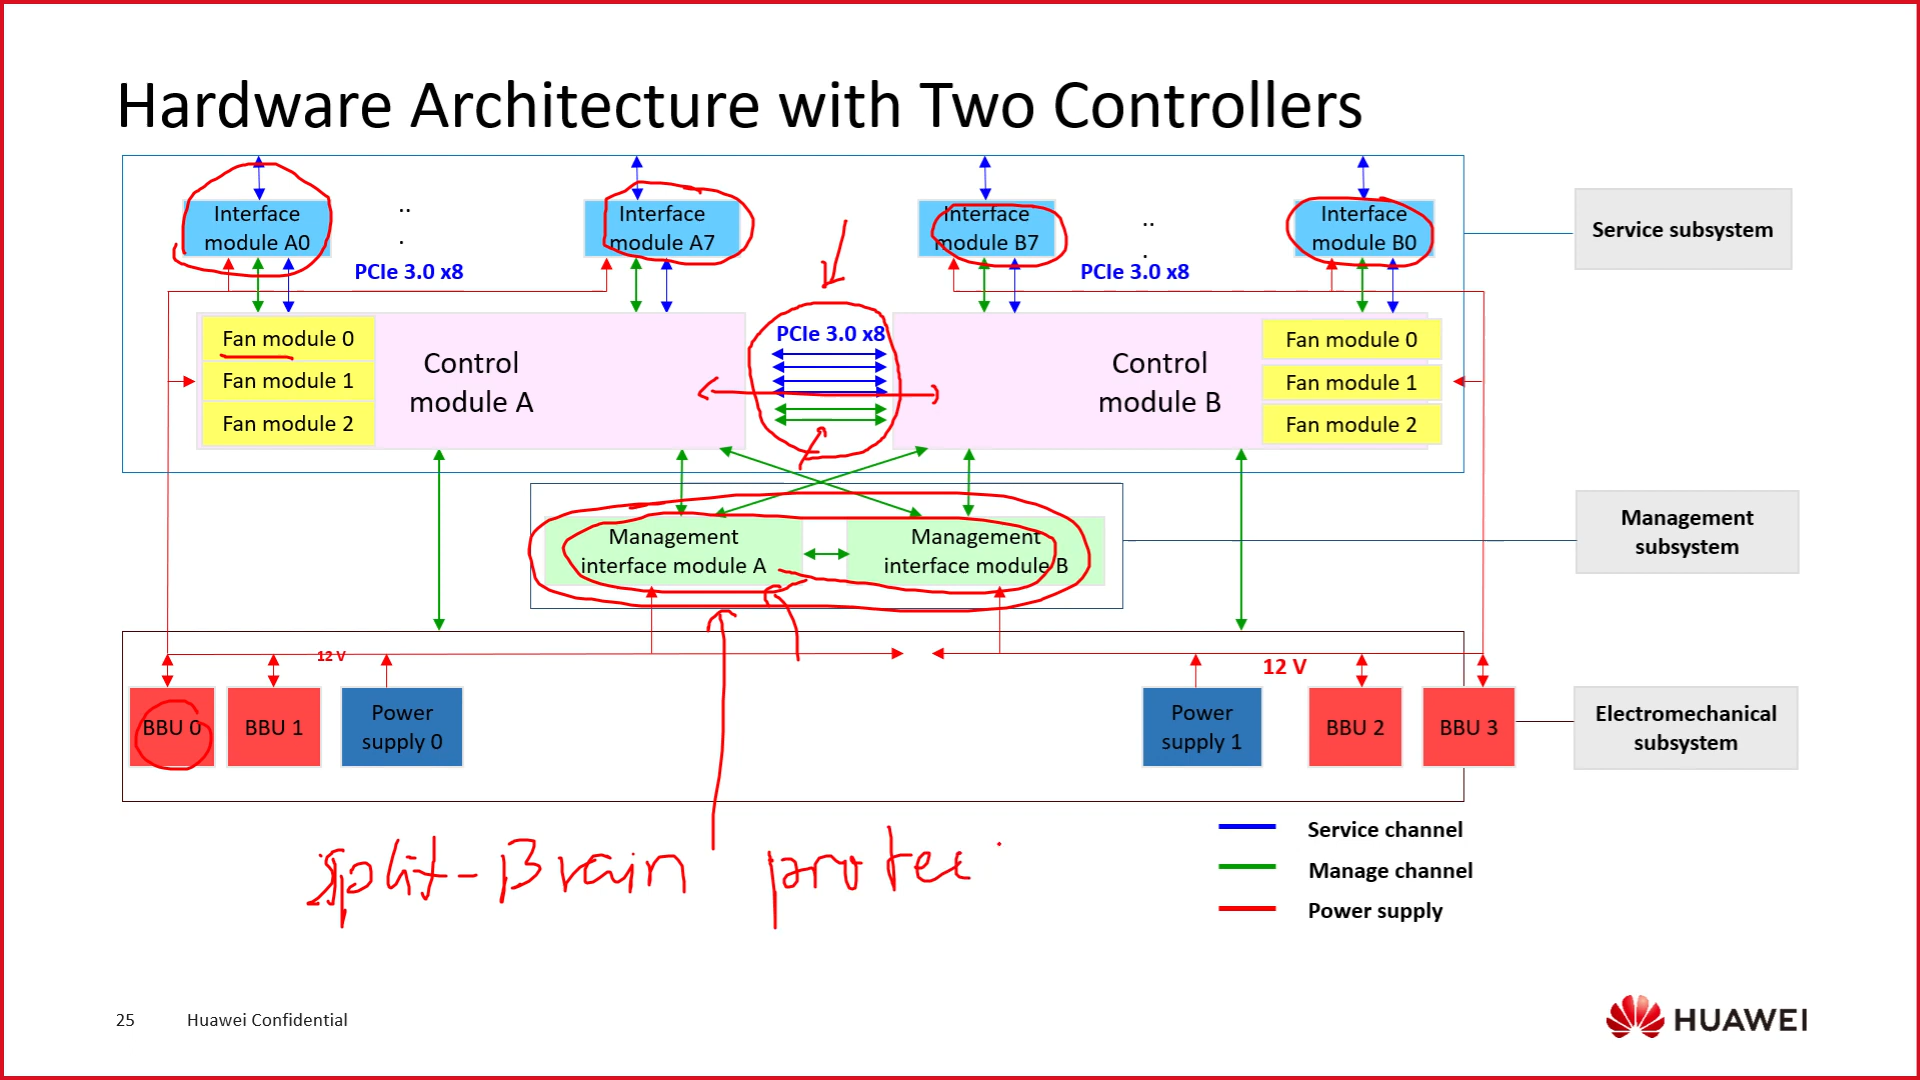 Hardware Architecture with Two Controllers
Interface
module A0
..
.
Interface
module A7
Interface
module B7
..
.
Interface
module B0
Service subsystem
PCIe 3.0 x8
PCIe 3.0 x8
Fan module 0
Fan module 1
Fan module 2
Control
module A
PCIe 3.0 x8
Control
module B
Fan module 0
Fan module 1
Fan module 2
Management
interface module A
Management
interface module B
Management
subsystem
12 V
12 V
BBU 0
BBU 1
Power
supply 0
Power
supply 1
BBU 2
BBU 3
Electromechanical
subsystem
Split-Brain protec
Service channel
Manage channel
Power supply
25
Huawei Confidential
HUAWEI